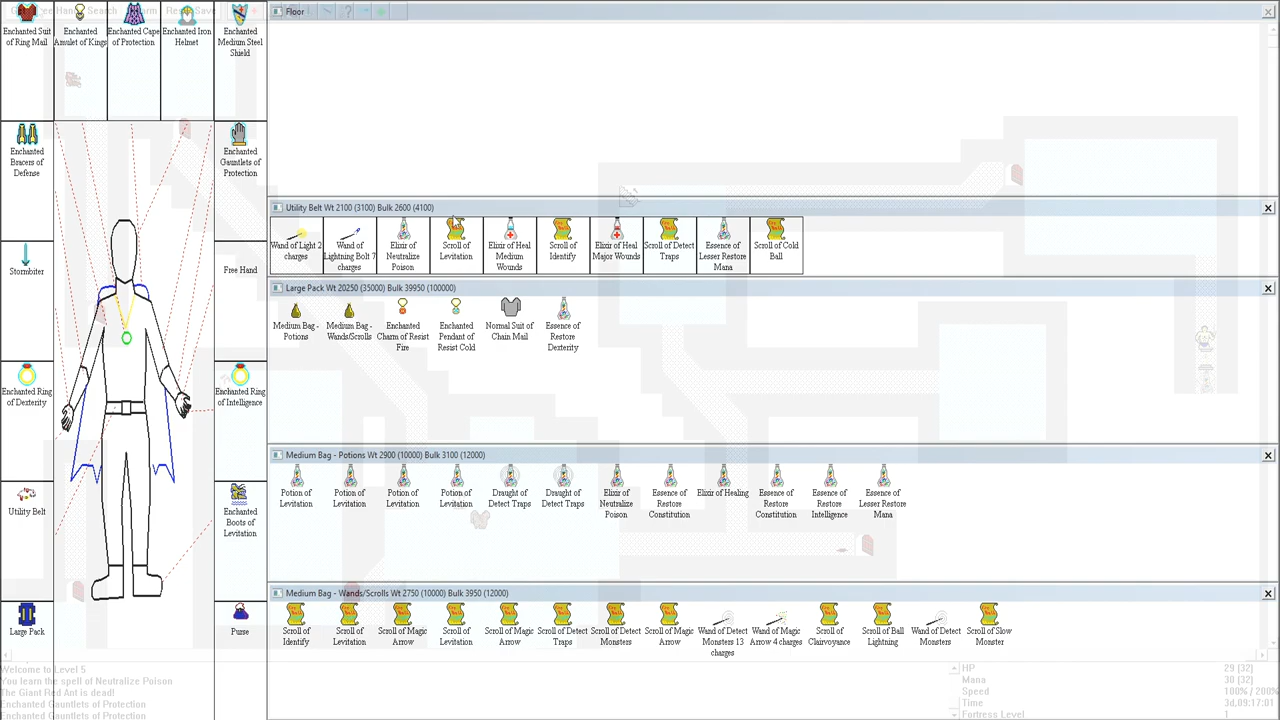 Floor
Enchanted Suit of Ring Mail
Enchanted Amulet of Kings
Enchanted Cape of Protection
Enchanted Iron Helmet
Enchanted Medium Steel Shield
Enchanted Bracers of Defense
Enchanted Gauntlets of Protection
Stormbiter
Free Hand
Enchanted Ring of Dexterity
Enchanted Ring of Intelligence
Utility Belt
Enchanted Boots of Levitation
Large Pack
Purse
Utility Belt Wt 2100 (3100) Bulk 2600 (4100)
Wand of Light 2 charges
Wand of Lightning Bolt 7 charges
Elixir of Neutralize Poison
Scroll of Levitation
Elixir of Heal Medium Wounds
Scroll of Identify
Elixir of Heal Major Wounds
Scroll of Detect Traps
Essence of Lesser Restore Mana
Scroll of Cold Ball
Large Pack Wt 20250 (35000) Bulk 39950 (100000)
Medium Bag - Potions
Medium Bag - Wands/Scrolls
Enchanted Charm of Resist Fire
Enchanted Pendant of Resist Cold
Normal Suit of Chain Mail
Essence of Restore Dexterity
Medium Bag - Potions Wt 2900 (10000) Bulk 3100 (12000)
Potion of Levitation
Potion of Levitation
Potion of Levitation
Potion of Levitation
Draught of Detect Traps
Draught of Detect Traps
Elixir of Neutralize Poison
Essence of Restore Constitution
Elixir of Healing
Essence of Restore Constitution
Essence of Restore Intelligence
Essence of Lesser Restore Mana
Medium Bag - Wands/Scrolls Wt 2750 (10000) Bulk 3950 (12000)
Scroll of Identify
Scroll of Levitation
Scroll of Magic Arrow
Scroll of Levitation
Scroll of Magic Arrow
Scroll of Detect Traps
Scroll of Detect Monsters
Scroll of Magic Arrow
Wand of Detect Monsters 13 charges
Wand of Magic Arrow 4 charges
Scroll of Clairvoyance
Scroll of Ball Lightning
Wand of Detect Monsters
Scroll of Slow Monster
Welcome to Level 5
You learn the spell of Neutralize Poison
The Giant Red Ant is dead!
Enchanted Gauntlets of Protection
Enchanted Gauntlets of Protection
HP 29 (32)
Mana 30 (32)
Speed 100% / 200%
Time 3d,09:17:01
Fortress Level 1